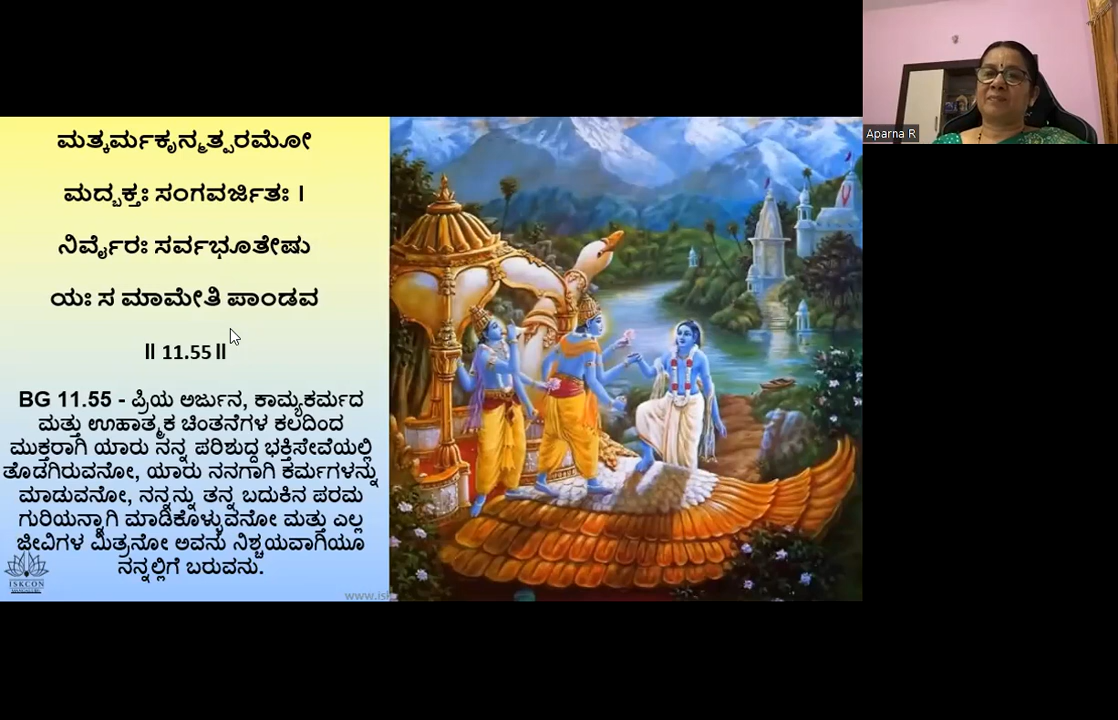 ಮತ್ಕರ್ಮಕೃನ್ಮತ್ಪರಮೋ
ಮದ್ಭಕ್ತಃ ಸಂಗವರ್ಜಿತಃ ।
ನಿರ್ವೈರಃ ಸರ್ವಭೂತೇಷು
ಯಃ ಸ ಮಾಮೇತಿ ಪಾಂಡವ
॥ 11.55॥
BG 11.55 - ಪ್ರಿಯ ಅರ್ಜುನ, ಕಾಮ್ಯಕರ್ಮದ
ಮತ್ತು ಊಹಾತ್ಮಕ ಚಿಂತನೆಗಳ ಕಲದಿಂದ
ಮುಕ್ತರಾಗಿ ಯಾರು ನನ್ನ ಪರಿಶುದ್ಧ ಭಕ್ತಿಸೇವೆಯಲ್ಲಿ
ತೊಡಗಿರುವನೋ, ಯಾರು ನನಗಾಗಿ ಕರ್ಮಗಳನ್ನು
ಮಾಡುವನೋ, ನನ್ನನ್ನು ತನ್ನ ಬದುಕಿನ ಪರಮ
ಗುರಿಯನ್ನಾಗಿ ಮಾಡಿಕೊಳ್ಳುವನೋ ಮತ್ತು ಎಲ್ಲ
ಜೀವಿಗಳ ಮಿತ್ರನೋ ಅವನು ನಿಶ್ಚಯವಾಗಿಯೂ
ನನ್ನಲ್ಲಿಗೆ ಬರುವನು.
ISKCON
Aparna R